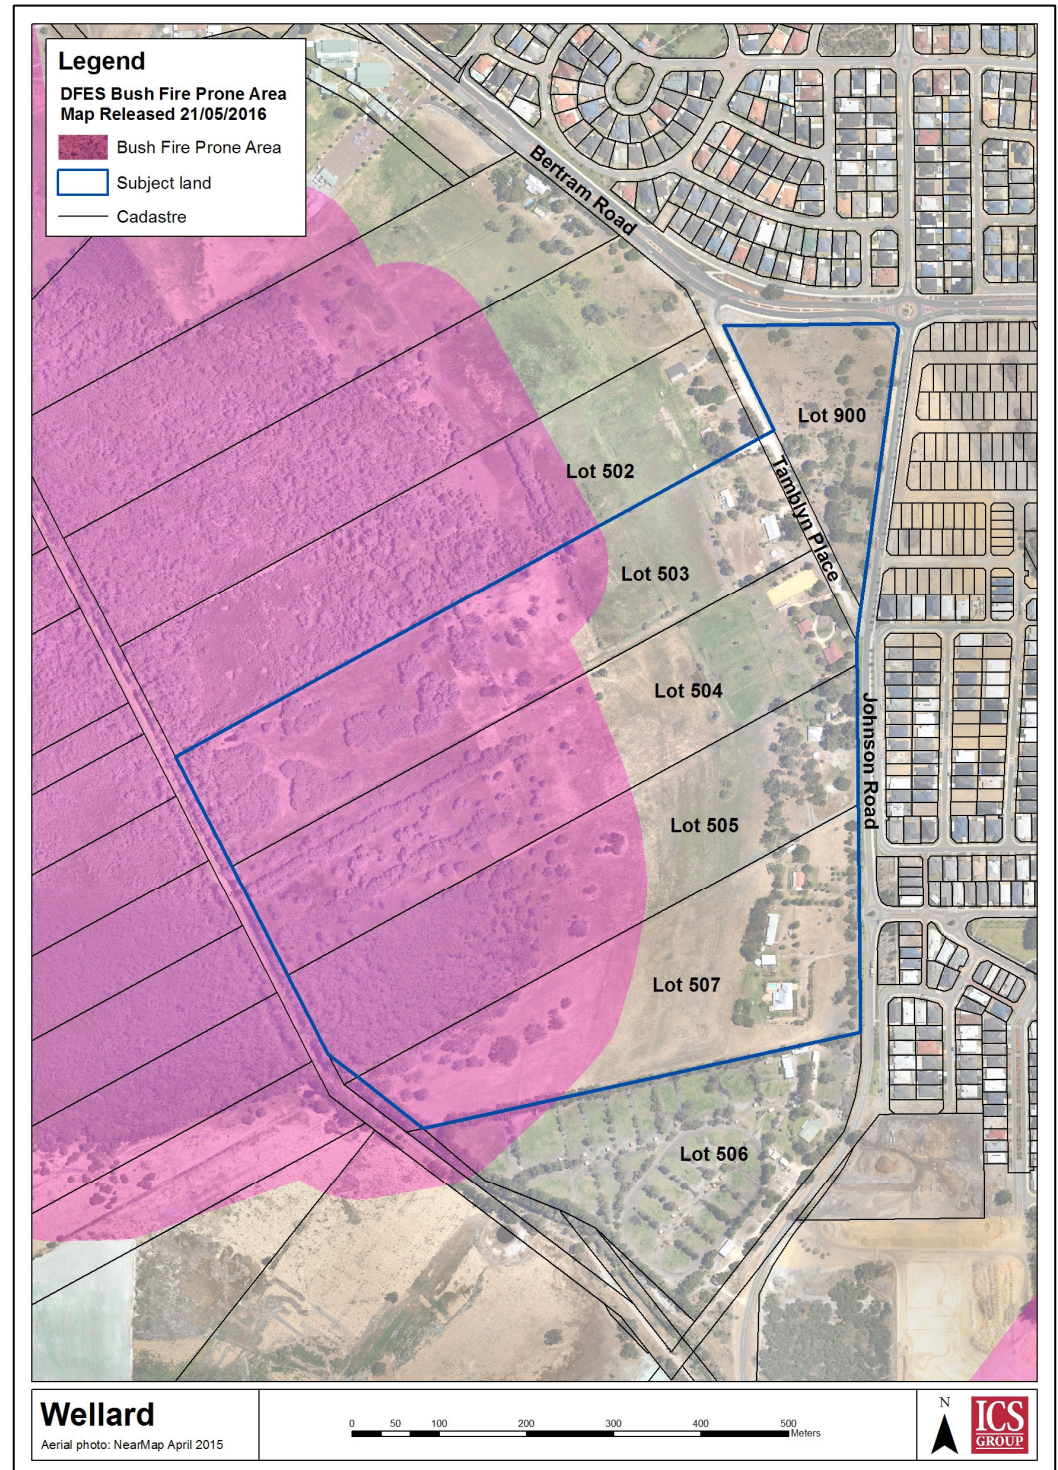 Legend
DFES Bush Fire Prone Area
Map Released 21/05/2016
Bush Fire Prone Area
Subject land
Cadastre
Bertram Road
Lot 900
Lot 502
Tamblyn Place
Lot 503
Lot 504
Johnson Road
Lot 505
Lot 507
Lot 506
Wellard
Aerial photo: NearMap April 2015
0 50 100 200 300 400 500
Meters
N
ICS
GROUP